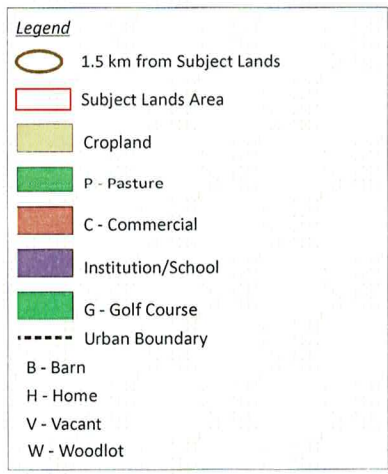 Legend
1.5 km from Subject Lands
Subject Lands Area
Cropland
P - Pasture
C - Commercial
Institution/School
G - Golf Course
Urban Boundary
B - Barn
H - Home
V - Vacant
W - Woodlot